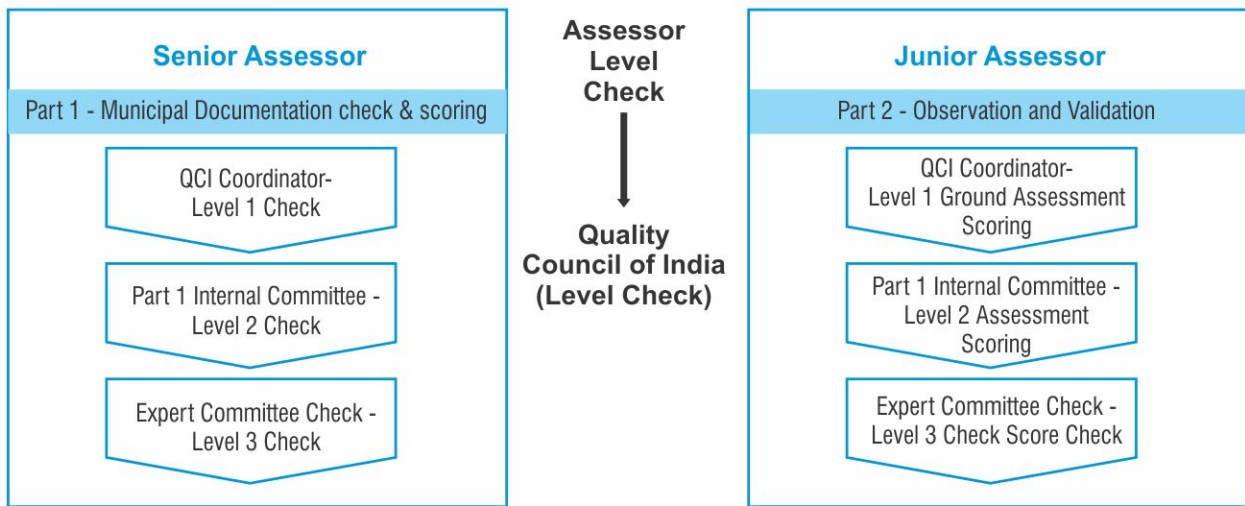 Senior Assessor
Part 1 - Municipal Documentation check & scoring
QCI Coordinator-
Level 1 Check
Part 1 Internal Committee -
Level 2 Check
Expert Committee Check -
Level 3 Check
Assessor
Level
Check
Quality
Council of India
(Level Check)
Junior Assessor
Part 2 - Observation and Validation
QCI Coordinator-
Level 1 Ground Assessment
Scoring
Part 1 Internal Committee -
Level 2 Assessment
Scoring
Expert Committee Check -
Level 3 Check Score Check